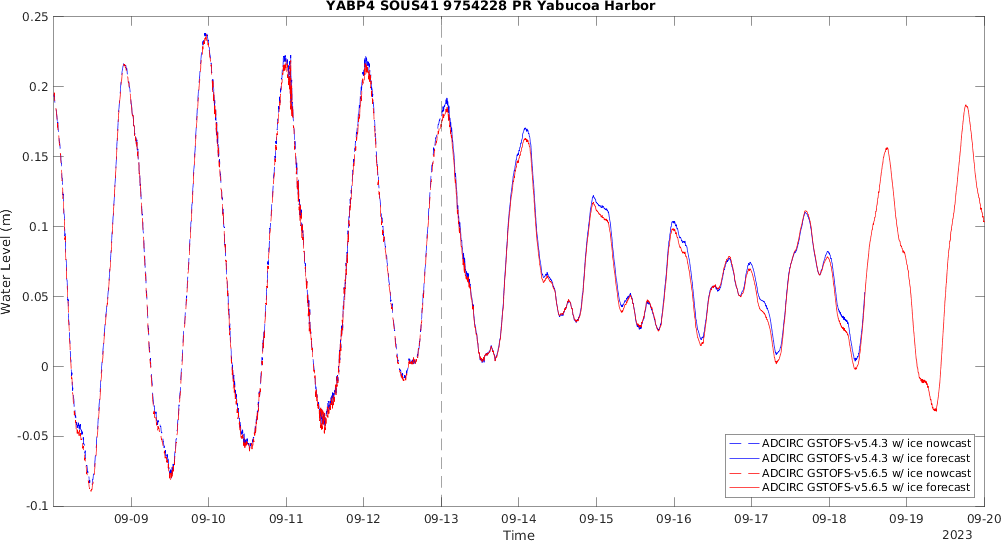 YABP4 SOUS41 9754228 PR Yabucoa Harbor
0.25
0.2
0.15
0.1
0.05
0
-0.05
-0.1
Water Level (m)
ADCIRC GSTOFS-v5.4.3 w/ ice nowcast
ADCIRC GSTOFS-v5.4.3 w/ ice forecast
ADCIRC GSTOFS-v5.6.5 w/ ice nowcast
ADCIRC GSTOFS-v5.6.5 w/ ice forecast
09-09 09-10 09-11 09-12 09-13 09-14 09-15 09-16 09-17 09-18 09-19 09-20
Time
2023